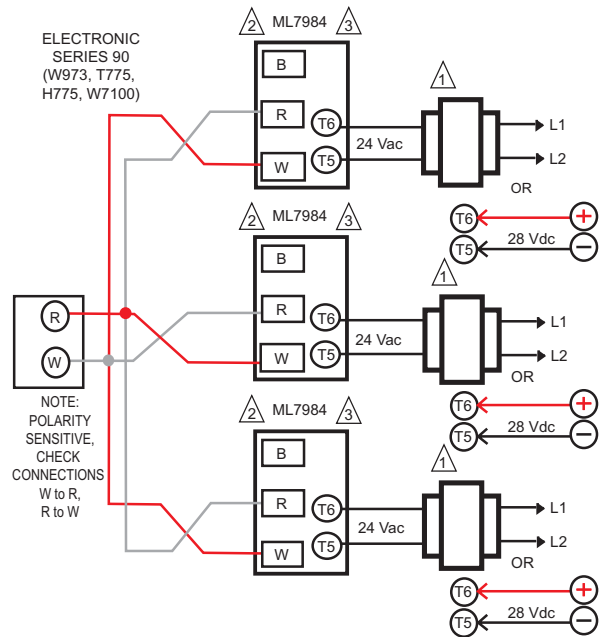 ELECTRONIC
SERIES 90
(W973, T775,
H775, W7100)
2 ML7984 3
B
R
W
T6
T5
24 Vac
1
L1
L2
OR
T6 +
T5 28 Vdc −
2 ML7984 3
B
R
W
T6
T5
24 Vac
1
L1
L2
OR
T6 +
T5 28 Vdc −
R
W
NOTE:
POLARITY
SENSITIVE,
CHECK
CONNECTIONS
W to R,
R to W
2 ML7984 3
B
R
W
T6
T5
24 Vac
1
L1
L2
OR
T6 +
T5 28 Vdc −